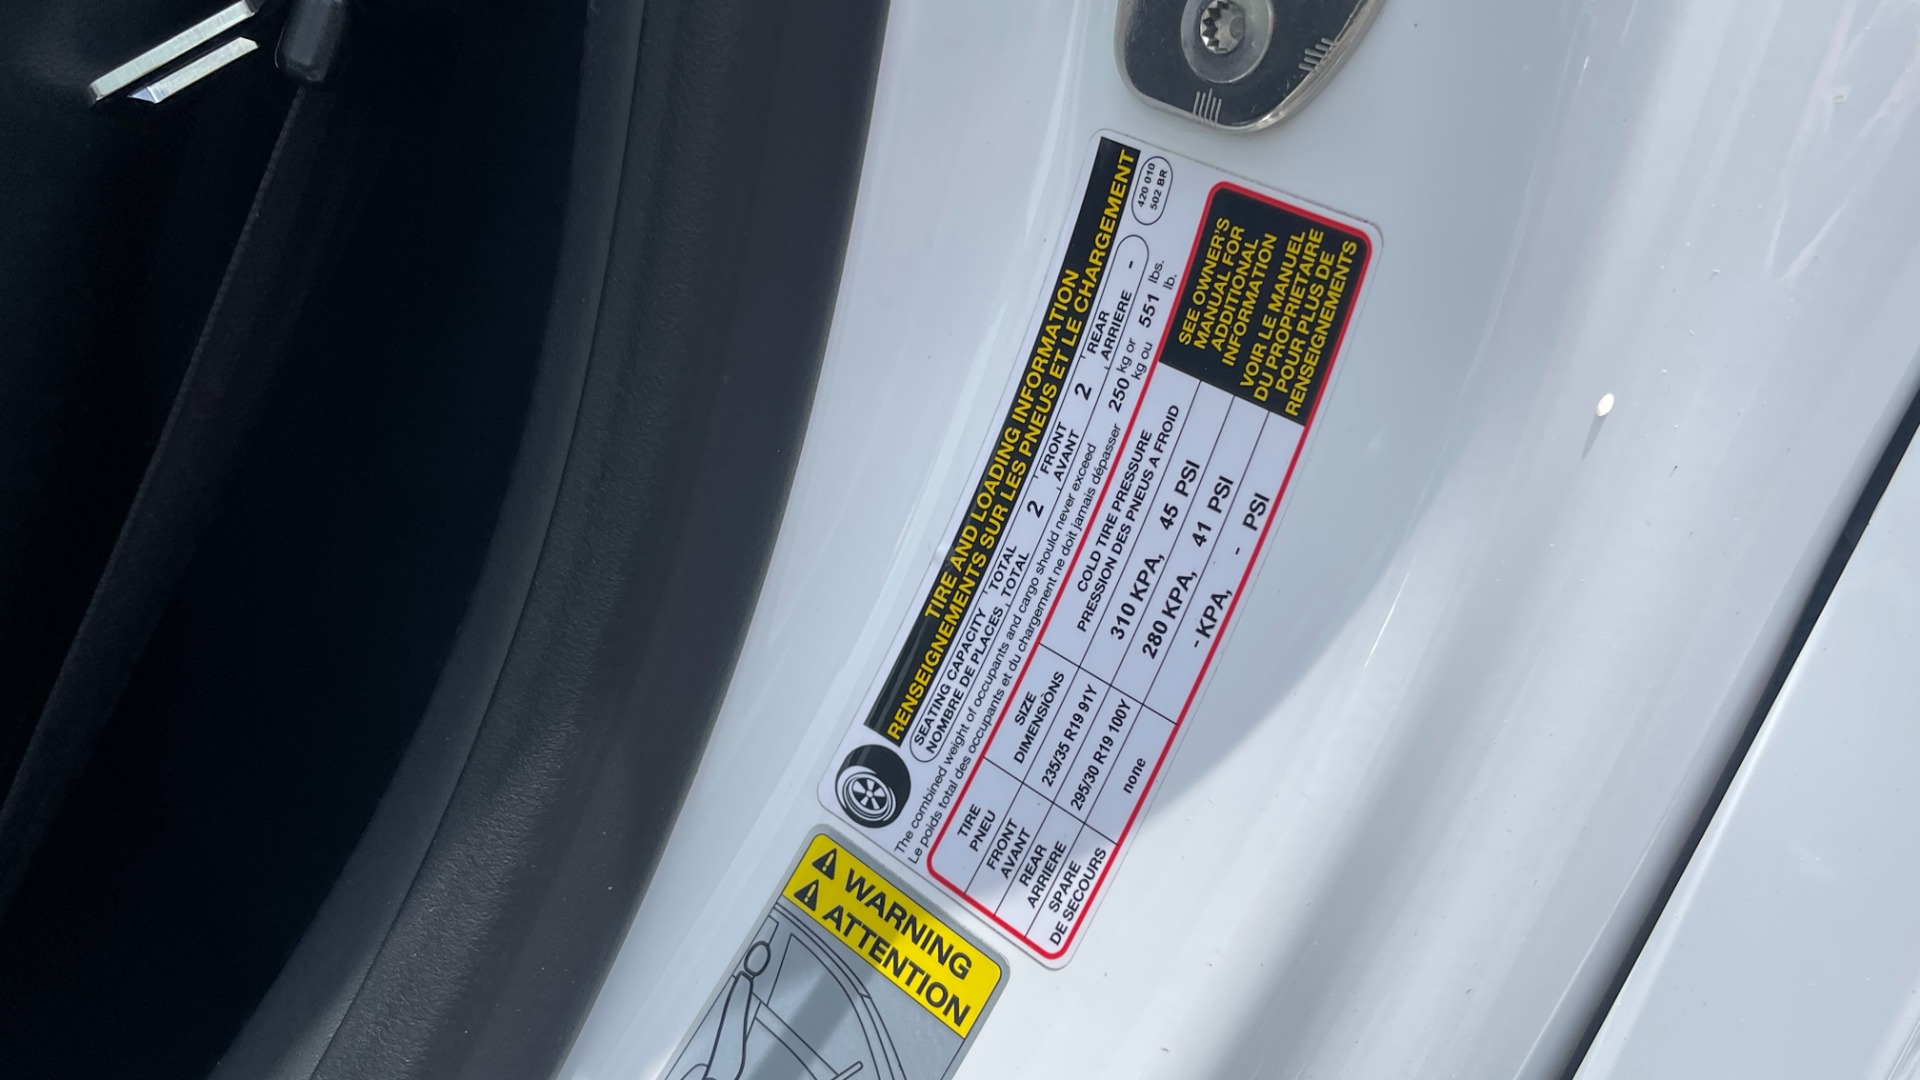 TIRE AND LOADING INFORMATION
RENSEIGNEMENTS SUR LES PNEUS ET LE CHARGEMENT
420 010
502 BR
SEATING CAPACITY TOTAL 2 FRONT 2 REAR -
NOMBRE DE PLACES TOTAL AVANT ARRIERE
The combined weight of occupants and cargo should never exceed 250 kg or 551 lbs.
Le poids total des occupants et du chargement ne doit jamais dépasser kg ou lb.
TIRE SIZE COLD TIRE PRESSURE
PNEU DIMENSIONS PRESSION DES PNEUS A FROID
FRONT
AVANT
235/35 R19 91Y 310 KPA, 45 PSI
REAR
ARRIERE
295/30 R19 100Y 280 KPA, 41 PSI
SPARE
DE SECOURS
none - KPA, - PSI
SEE OWNER'S
MANUAL FOR
ADDITIONAL
INFORMATION
VOIR LE MANUEL
DU PROPRIETAIRE
POUR PLUS DE
RENSEIGNEMENTS
WARNING
ATTENTION